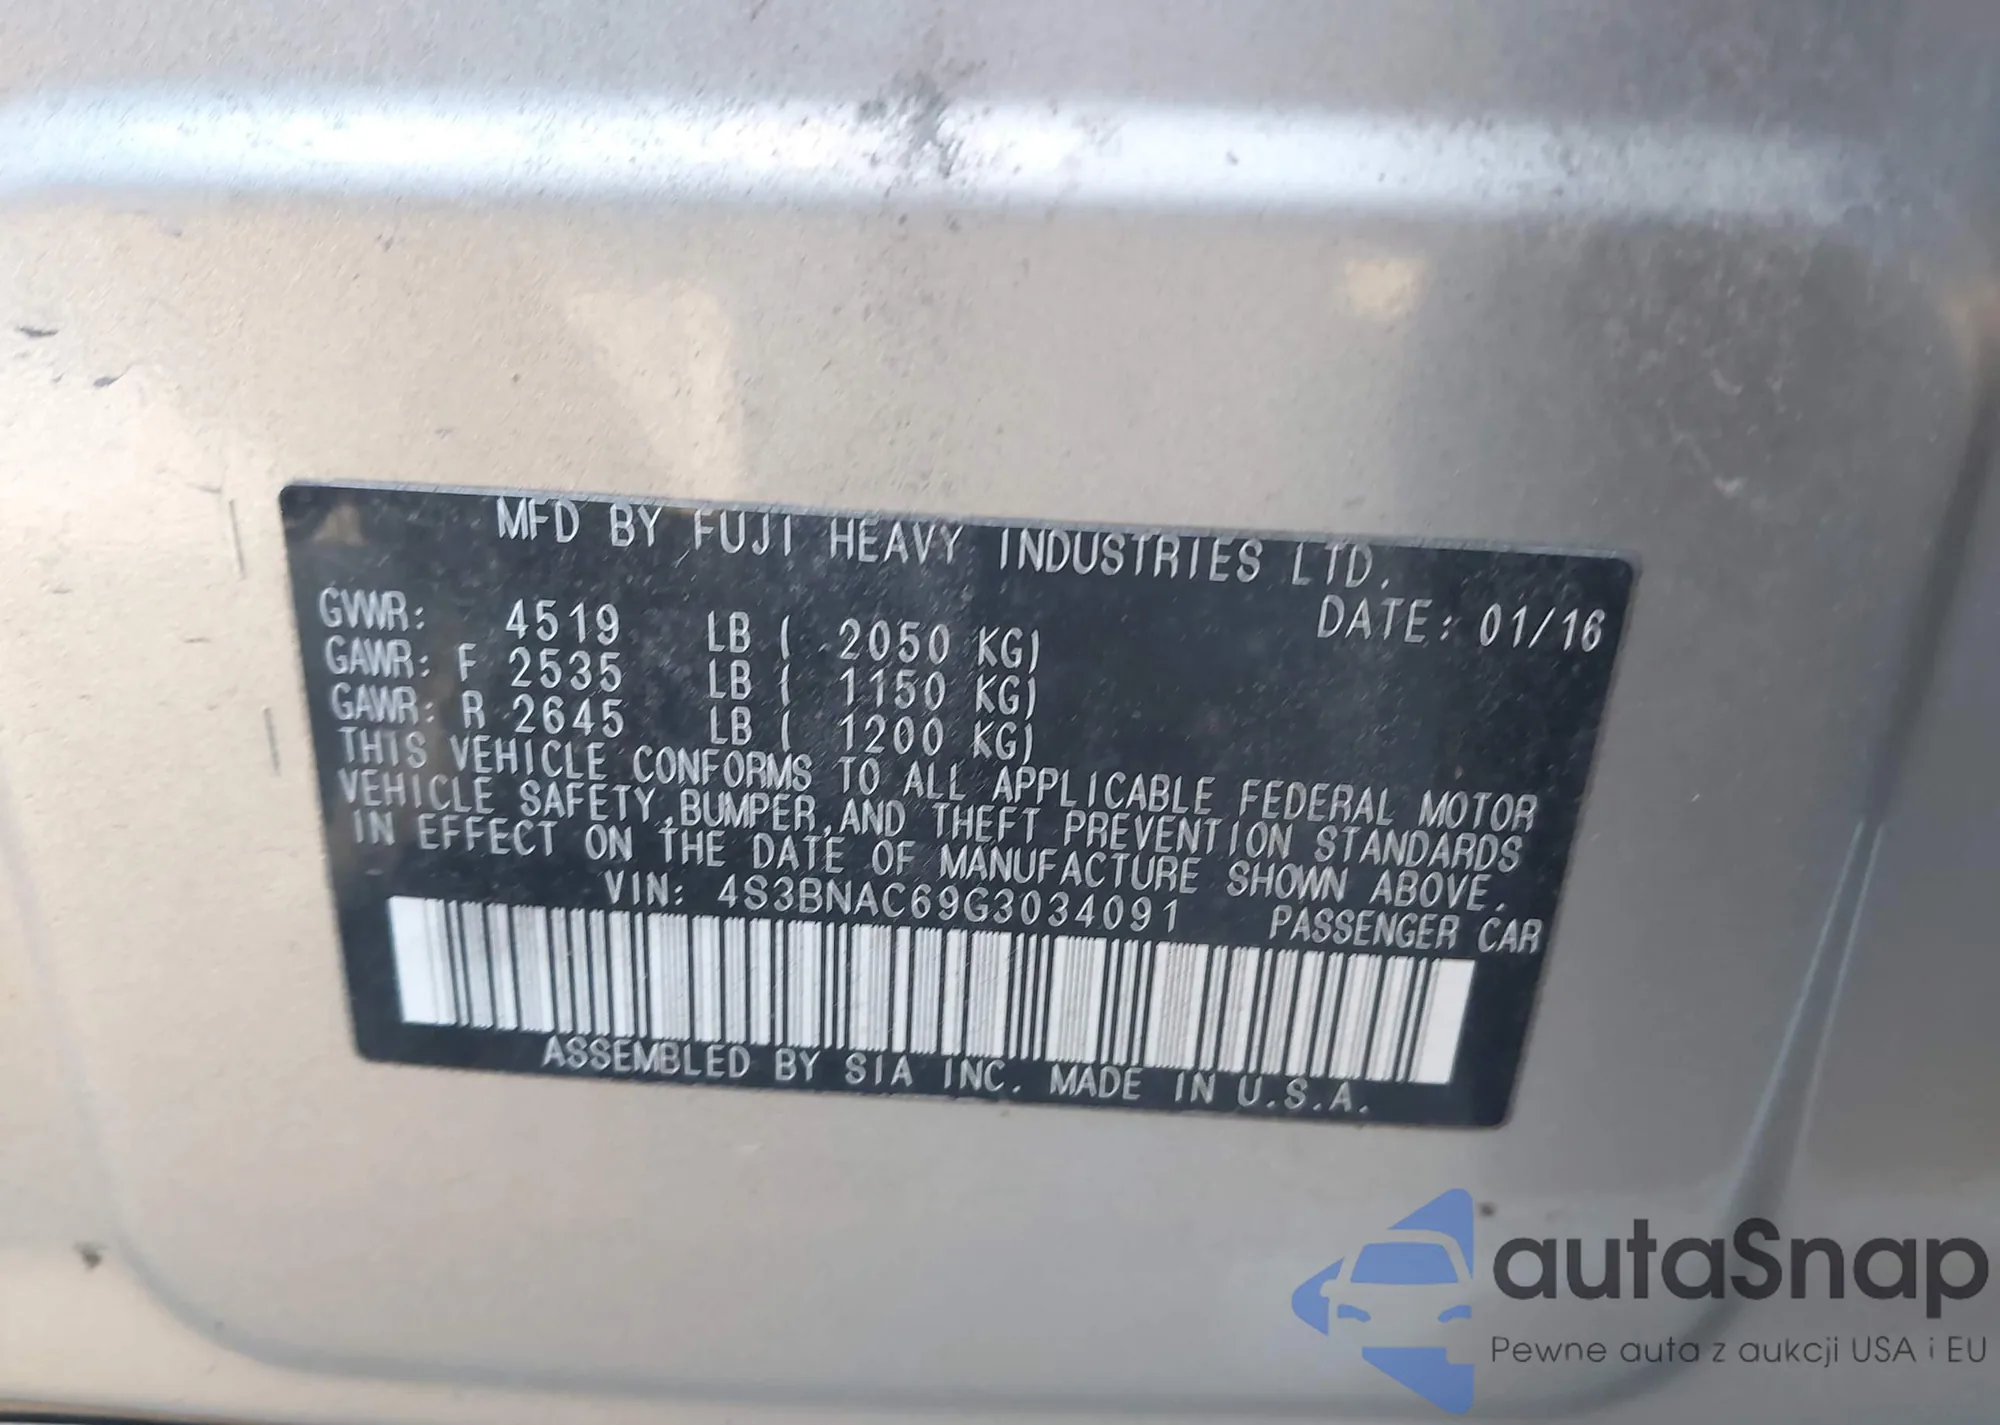 MFD BY FUJI HEAVY INDUSTRIES LTD.
DATE: 01/16
GVWR: 4519 LB ( 2050 KG)
GAWR: F 2535 LB ( 1150 KG)
GAWR: R 2645 LB ( 1200 KG)
THIS VEHICLE CONFORMS TO ALL APPLICABLE FEDERAL MOTOR
VEHICLE SAFETY,BUMPER,AND THEFT PREVENTION STANDARDS
IN EFFECT ON THE DATE OF MANUFACTURE SHOWN ABOVE.
VIN: 4S3BNAC69G3034091 PASSENGER CAR
ASSEMBLED BY SIA INC. MADE IN U.S.A.
autaSnap
Pewne auta z aukcji USA i EU